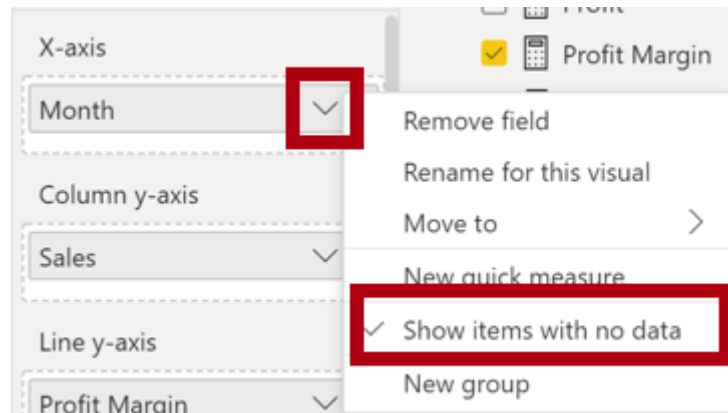 Profit
X-axis
Profit Margin
Month
Remove field
Rename for this visual
Column y-axis
Move to
Sales
New quick measure
Show items with no data
Line y-axis
New group
Profit Margin